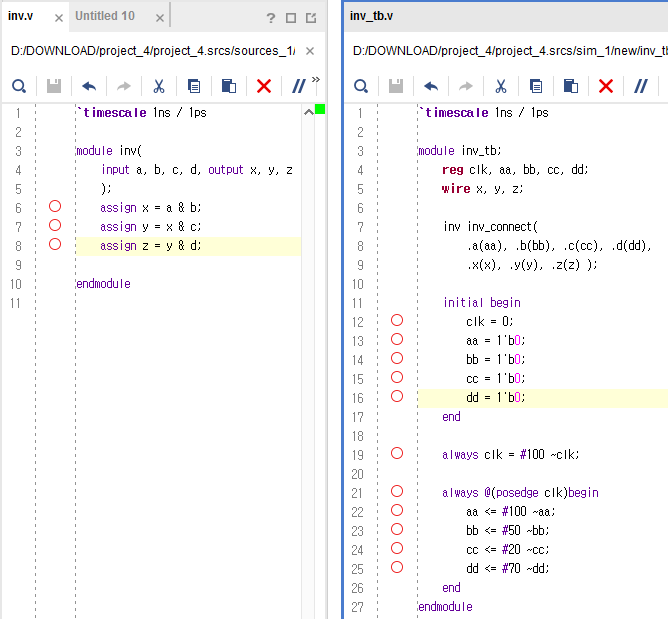 inv.v × Untitled 10 × ? 
D:/DOWNLOAD/project_4/project_4.srcs/sources_1/ ×
//
»
1 `timescale 1ns / 1ps
2
3 module inv(
4 input a, b, c, d, output x, y, z
5 );
6 assign x = a & b;
7 assign y = x & c;
8 assign z = y & d;
9
10 endmodule
11
inv_tb.v
D:/DOWNLOAD/project_4/project_4.srcs/sim_1/new/inv_tb
//
1 `timescale 1ns / 1ps
2
3 module inv_tb;
4 reg clk, aa, bb, cc, dd;
5 wire x, y, z;
6
7 inv inv_connect(
8 .a(aa), .b(bb), .c(cc), .d(dd),
9 .x(x), .y(y), .z(z) );
10
11 initial begin
12 clk = 0;
13 aa = 1'b0;
14 bb = 1'b0;
15 cc = 1'b0;
16 dd = 1'b0;
17 end
18
19 always clk = #100 ~clk;
20
21 always @(posedge clk)begin
22 aa <= #100 ~aa;
23 bb <= #50 ~bb;
24 cc <= #20 ~cc;
25 dd <= #70 ~dd;
26 end
27 endmodule